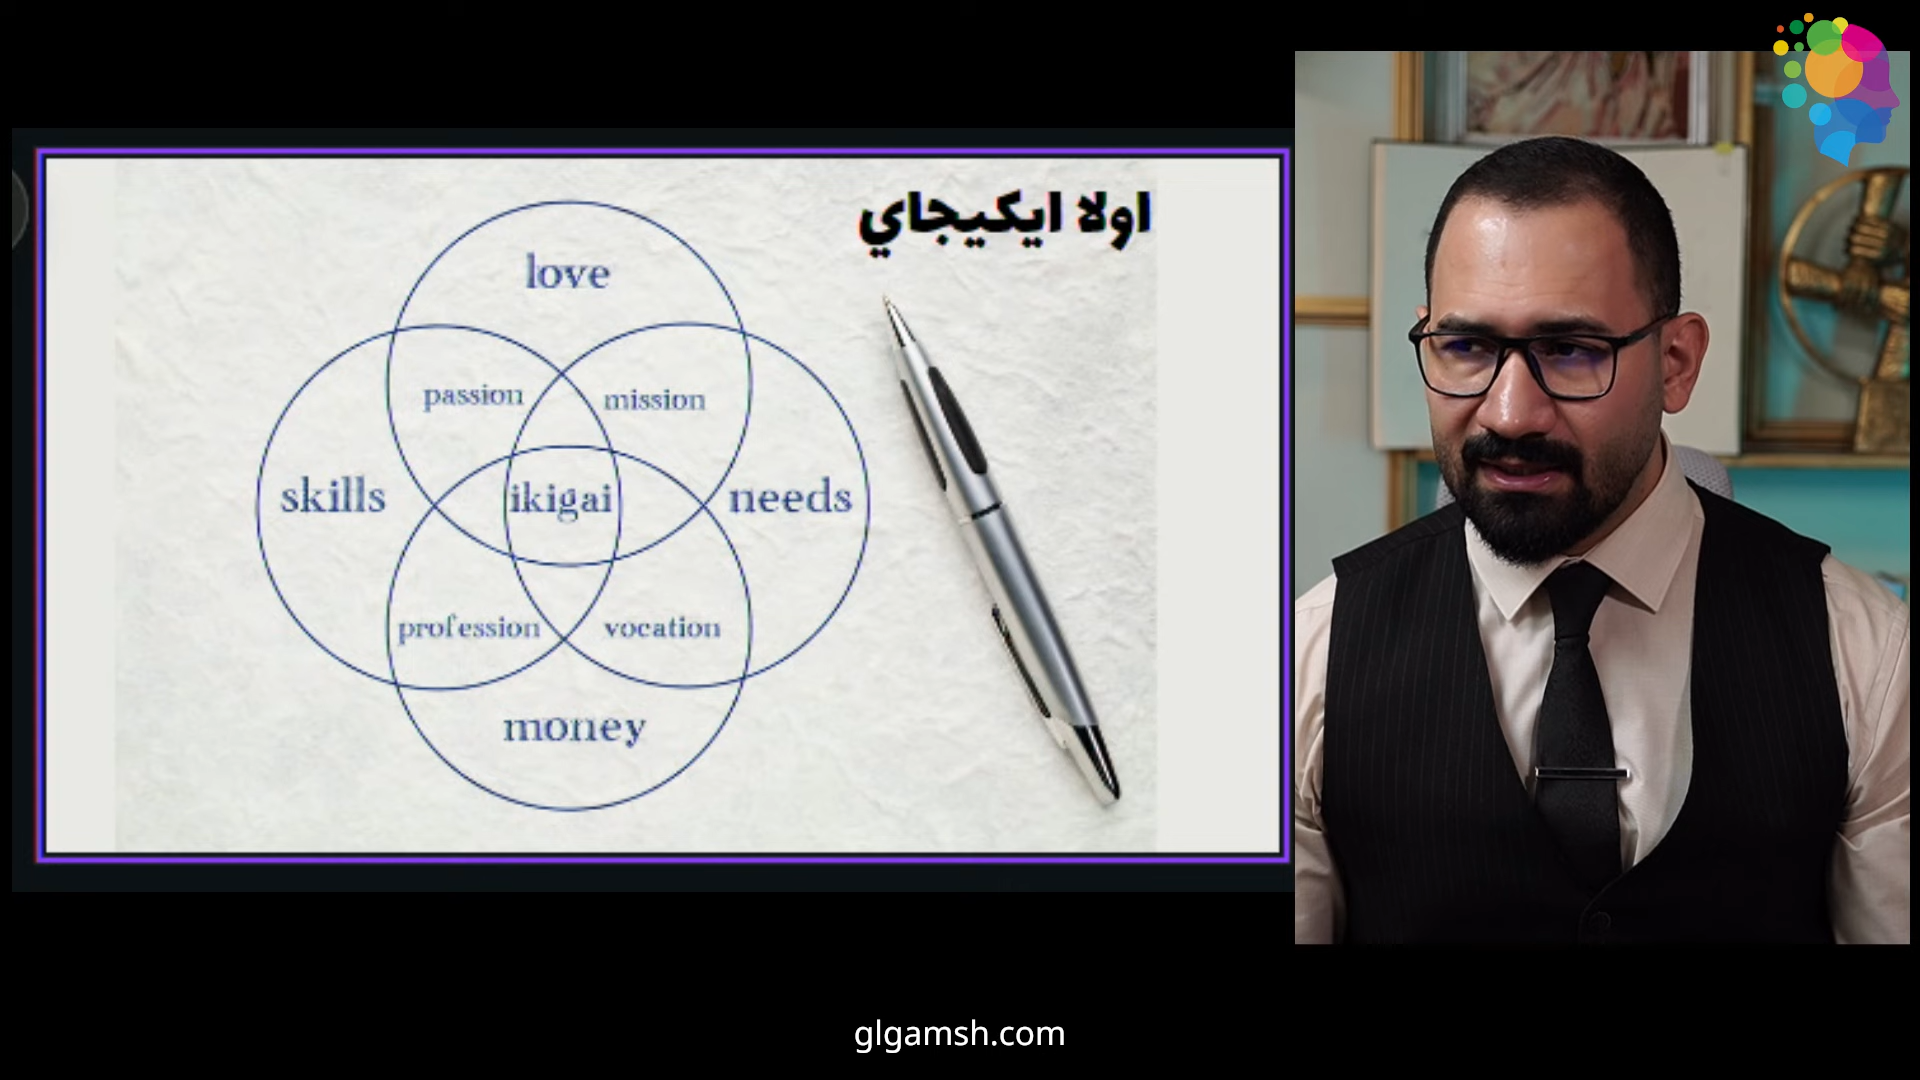 اولا ايكيجاي
love
passion
mission
skills
ikigai
needs
profession
vocation
money
glgamsh.com